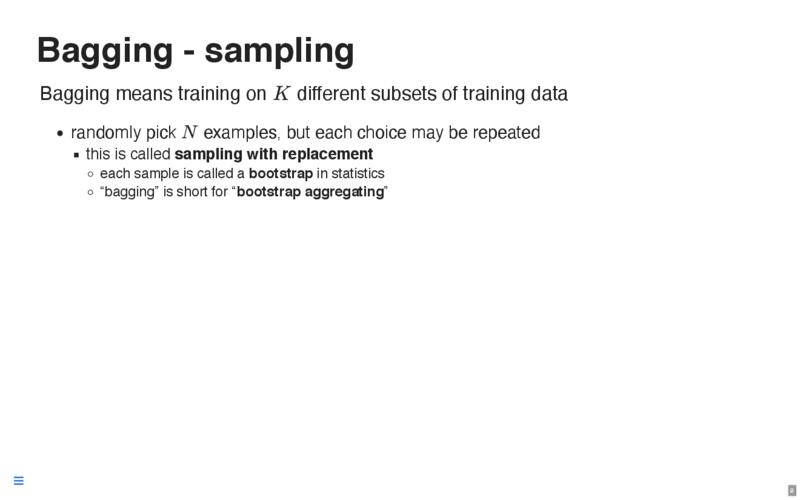 Bagging - sampling
Bagging means training on K different subsets of training data
• randomly pick N examples, but each choice may be repeated
▪ this is called sampling with replacement
◦ each sample is called a bootstrap in statistics
◦ “bagging” is short for “bootstrap aggregating”